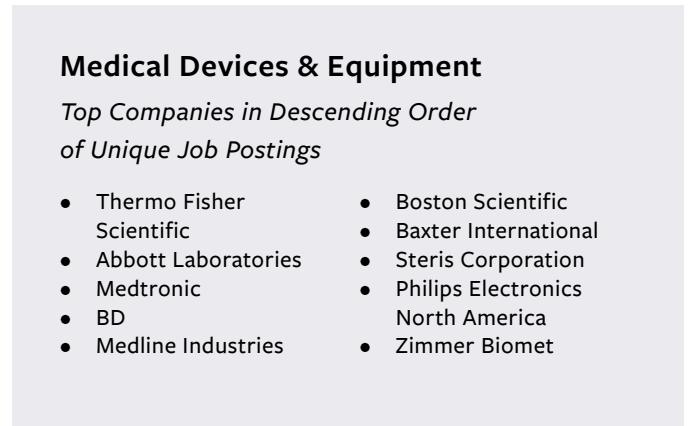 Medical Devices & Equipment
Top Companies in Descending Order
of Unique Job Postings
• Thermo Fisher
Scientific
• Abbott Laboratories
• Medtronic
• BD
• Medline Industries
• Boston Scientific
• Baxter International
• Steris Corporation
• Philips Electronics
North America
• Zimmer Biomet